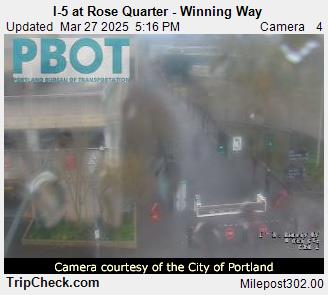 I-5 at Rose Quarter - Winning Way
Updated  Mar 27 2025  5:16 PM Camera  4
PBOT
PORTLAND BUREAU OF TRANSPORTATION
Camera courtesy of the City of Portland
TripCheck.com Milepost302.00